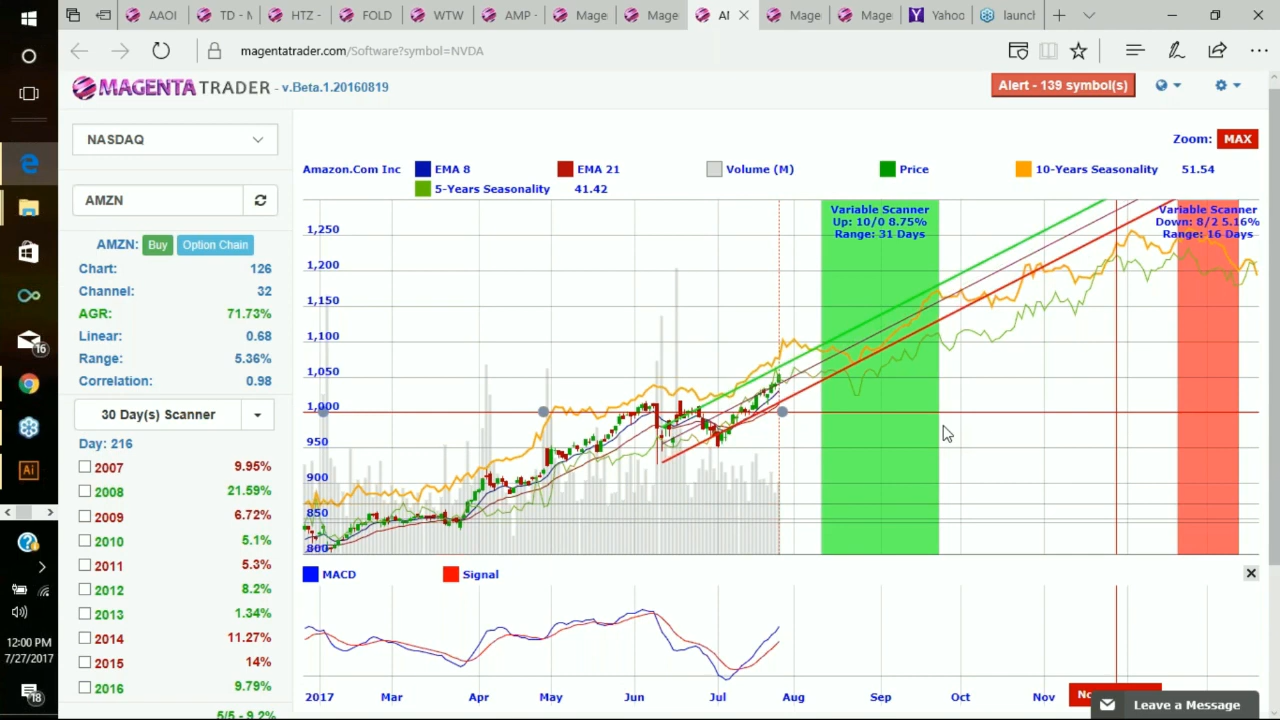 AAOI
TD - N
HTZ -
FOLD
WTW
AMP -
Mage
Mage
Mage
Mage
Yahoo
launch
magentatrader.com/Software?symbol=NVDA
MAGENTA TRADER - v.Beta.1.20160819
Alert - 139 symbol(s)
NASDAQ
Zoom: MAX
Amazon.Com Inc
EMA 8
EMA 21
Volume (M)
Price
10-Years Seasonality 51.54
5-Years Seasonality 41.42
AMZN
AMZN: Buy Option Chain
Chart: 126
Channel: 32
AGR: 71.73%
Linear: 0.68
Range: 5.36%
Correlation: 0.98
30 Day(s) Scanner
Day: 216
2007 9.95%
2008 21.59%
2009 6.72%
2010 5.1%
2011 5.3%
2012 8.2%
2013 1.34%
2014 11.27%
2015 14%
2016 9.79%
5/5 - 9.2%
Variable Scanner
Up: 10/0 8.75%
Range: 31 Days
Variable Scanner
Down: 8/2 5.16%
Range: 16 Days
1,250
1,200
1,150
1,100
1,050
1,000
950
900
850
800
MACD
Signal
2017 Mar Apr May Jun Jul Aug Sep Oct Nov
Leave a Message
Ai
16
12:00 PM
7/27/2017
18